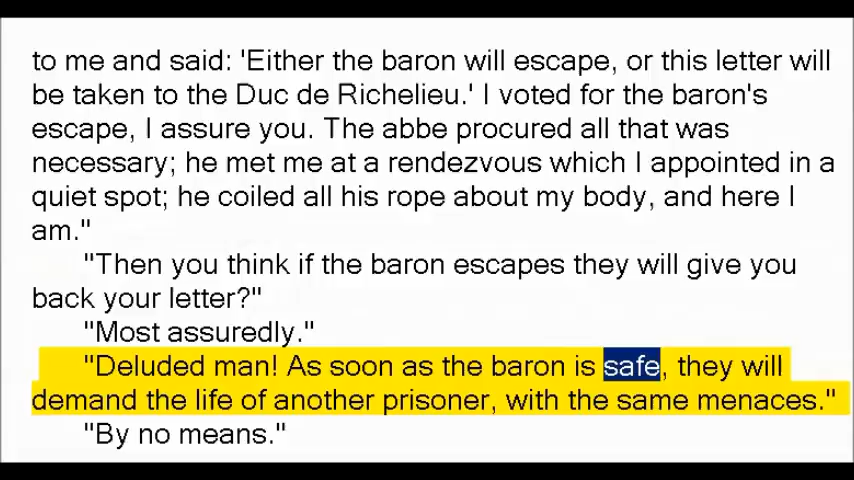 to me and said: 'Either the baron will escape, or this letter will
be taken to the Duc de Richelieu.' I voted for the baron's
escape, I assure you. The abbe procured all that was
necessary; he met me at a rendezvous which I appointed in a
quiet spot; he coiled all his rope about my body, and here I
am."
"Then you think if the baron escapes they will give you
back your letter?"
"Most assuredly."
"Deluded man! As soon as the baron is safe, they will
demand the life of another prisoner, with the same menaces."
"By no means."